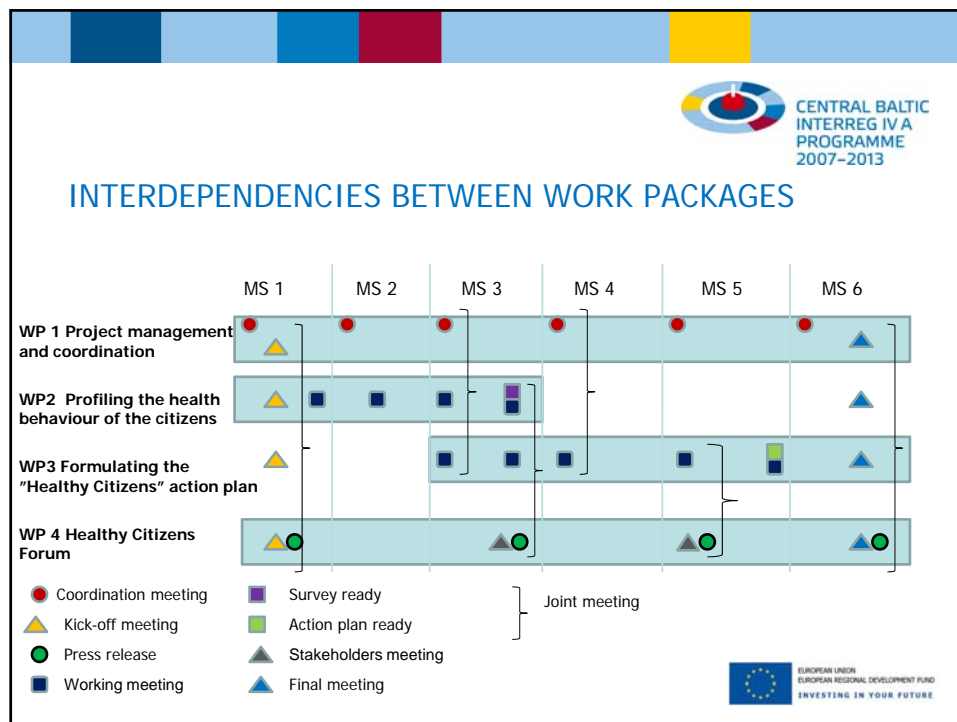 CENTRAL BALTIC
INTERREG IV A
PROGRAMME
2007–2013
INTERDEPENDENCIES BETWEEN WORK PACKAGES
MS 1
MS 2
MS 3
MS 4
MS 5
MS 6
WP 1 Project management
and coordination
WP2 Profiling the health
behaviour of the citizens
WP3 Formulating the
"Healthy Citizens" action plan
WP 4 Healthy Citizens
Forum
Coordination meeting
Kick-off meeting
Press release
Working meeting
Survey ready
Action plan ready
Stakeholders meeting
Final meeting
Joint meeting
EUROPEAN UNION
EUROPEAN REGIONAL DEVELOPMENT FUND
INVESTING IN YOUR FUTURE